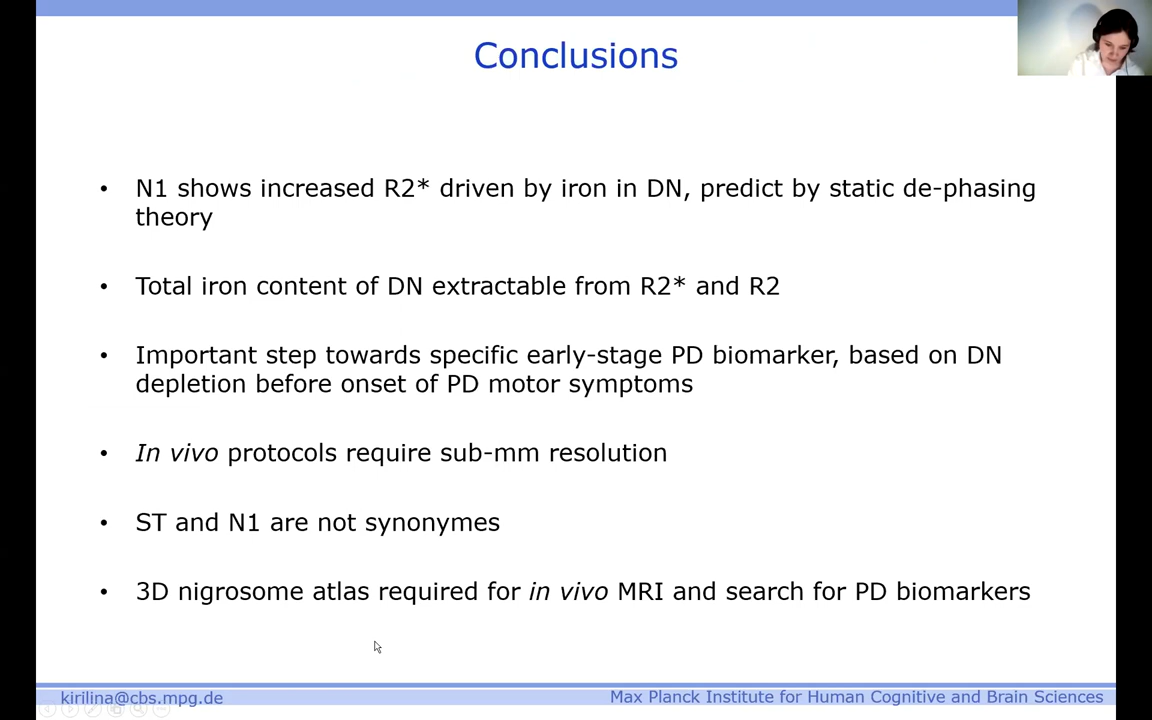 Conclusions
• N1 shows increased R2* driven by iron in DN, predict by static de-phasing
theory
• Total iron content of DN extractable from R2* and R2
• Important step towards specific early-stage PD biomarker, based on DN
depletion before onset of PD motor symptoms
• In vivo protocols require sub-mm resolution
• ST and N1 are not synonymes
• 3D nigrosome atlas required for in vivo MRI and search for PD biomarkers
kirilina@cbs.mpg.de
Max Planck Institute for Human Cognitive and Brain Sciences